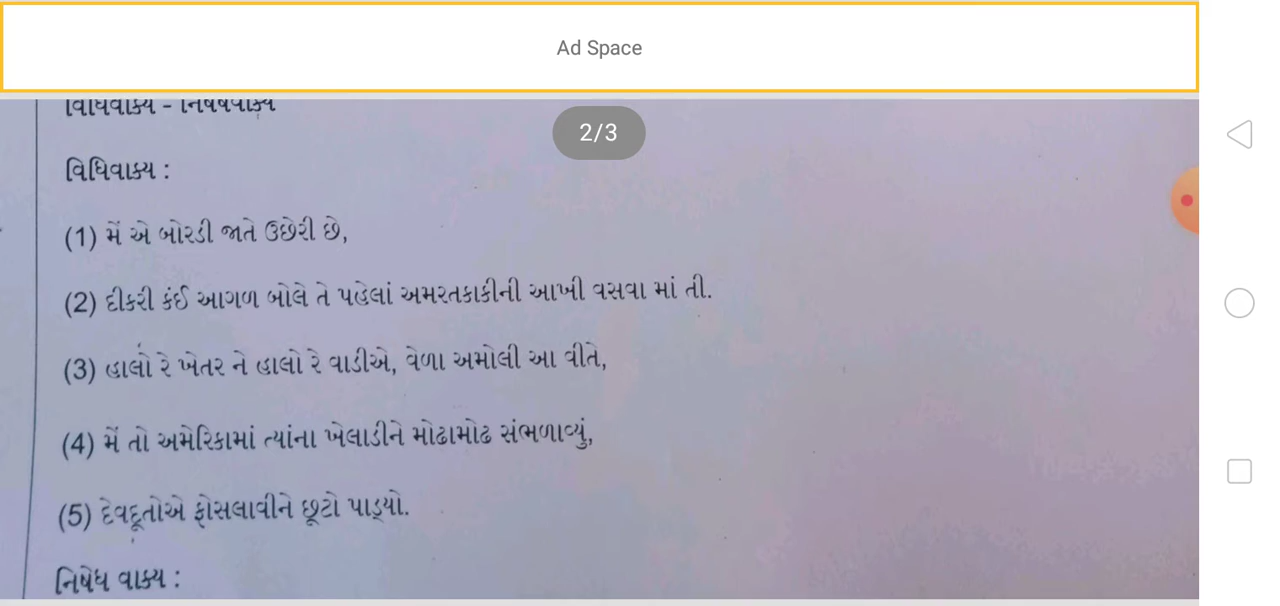 Ad Space
વિધિવાક્ય - નિષેધવાક્ય
2/3
વિધિવાક્ય :
(1) મેં એ બોરડી જાતે ઉછેરી છે,
(2) દીકરી કંઈ આગળ બોલે તે પહેલાં અમરતકાકીની આખી વસવા માં તી.
(3) હાલો રે ખેતર ને હાલો રે વાડીએ, વેળા અમોલી આ વીતે,
(4) મેં તો અમેરિકામાં ત્યાંના ખેલાડીને મોઢામોઢ સંભળાવ્યું,
(5) દેવદૂતોએ ફોસલાવીને છૂટો પાડ્યો.
નિષેધ વાક્ય :